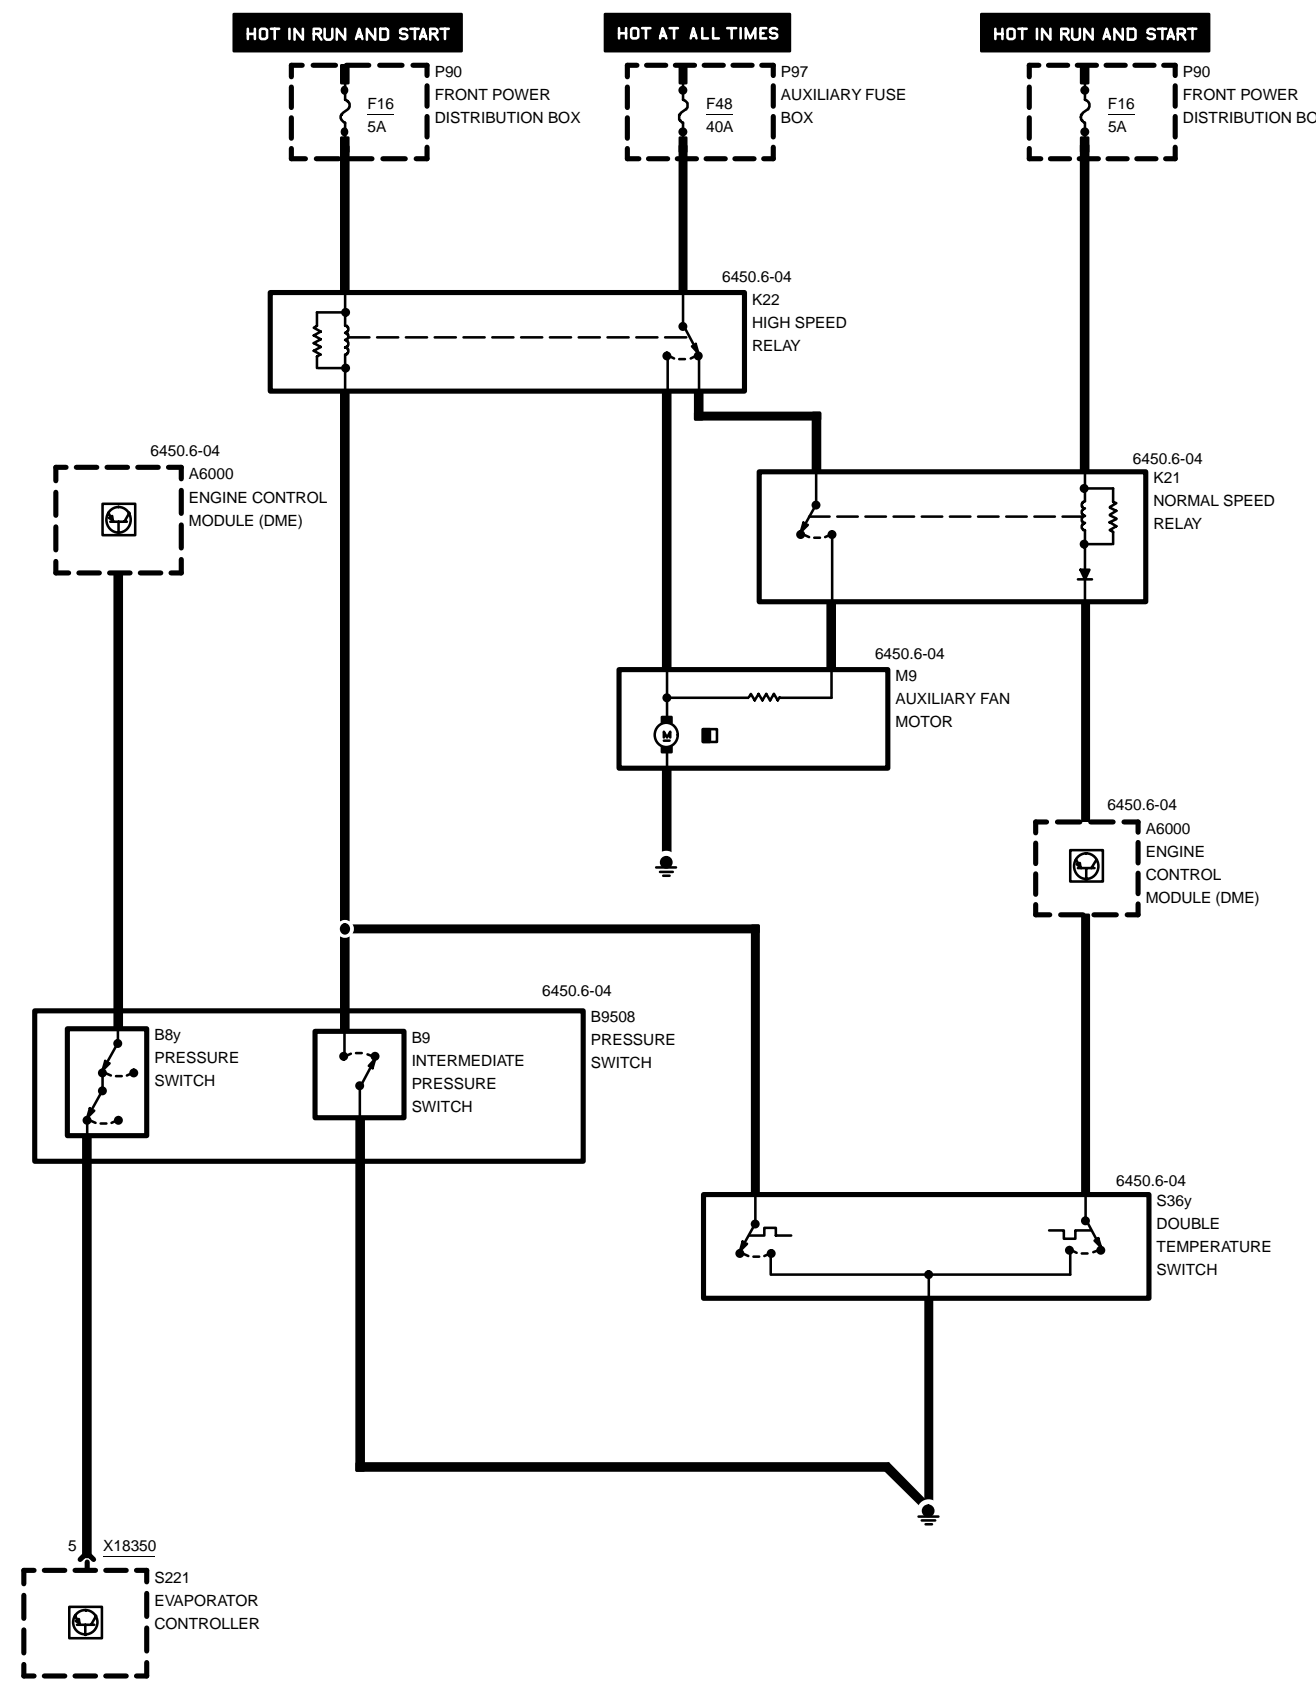 HOT IN RUN AND START
HOT AT ALL TIMES
HOT IN RUN AND START
P90
FRONT POWER
DISTRIBUTION BOX
F16
5A
P97
AUXILIARY FUSE
BOX
F48
40A
P90
FRONT POWER
DISTRIBUTION BO
F16
5A
6450.6-04
K22
HIGH SPEED
RELAY
6450.6-04
A6000
ENGINE CONTROL
MODULE (DME)
6450.6-04
K21
NORMAL SPEED
RELAY
6450.6-04
M9
AUXILIARY FAN
MOTOR
M
6450.6-04
A6000
ENGINE
CONTROL
MODULE (DME)
6450.6-04
B9508
PRESSURE
SWITCH
B8y
PRESSURE
SWITCH
B9
INTERMEDIATE
PRESSURE
SWITCH
6450.6-04
S36y
DOUBLE
TEMPERATURE
SWITCH
5 X18350
S221
EVAPORATOR
CONTROLLER